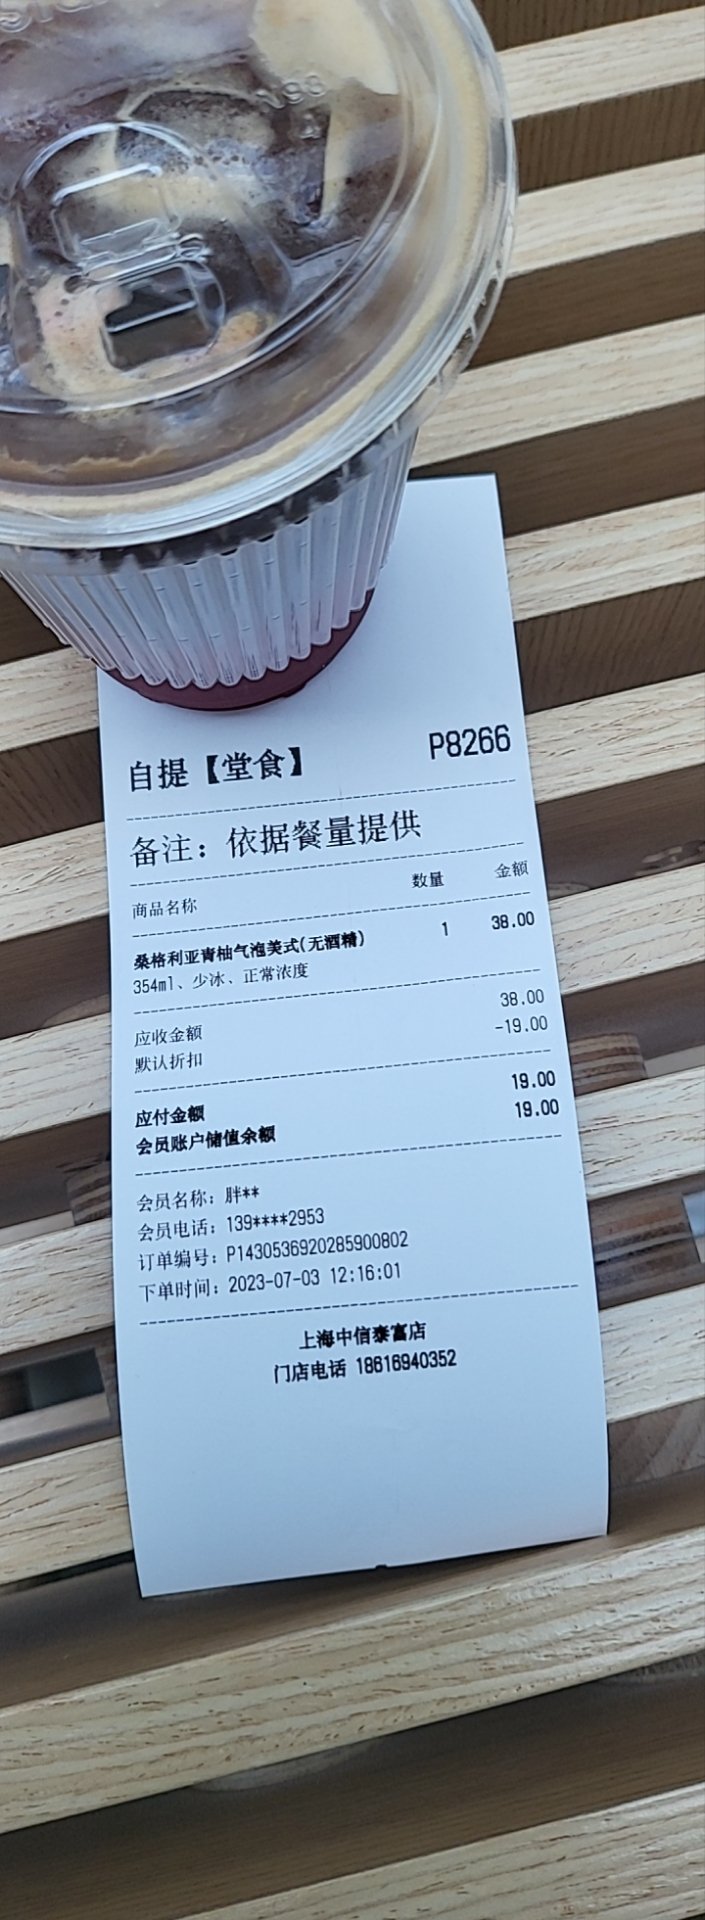 自提【堂食】 P8266
备注：依据餐量提供
商品名称 数量 金额
桑格利亚青柚气泡美式(无酒精) 1 38.00
354ml、少冰、正常浓度
应收金额 38.00
默认折扣 -19.00
应付金额 19.00
会员账户储值余额 19.00
会员名称：胖**
会员电话：139****2953
订单编号：P1430536920285900802
下单时间：2023-07-03 12:16:01
上海中信泰富店
门店电话 18616940352